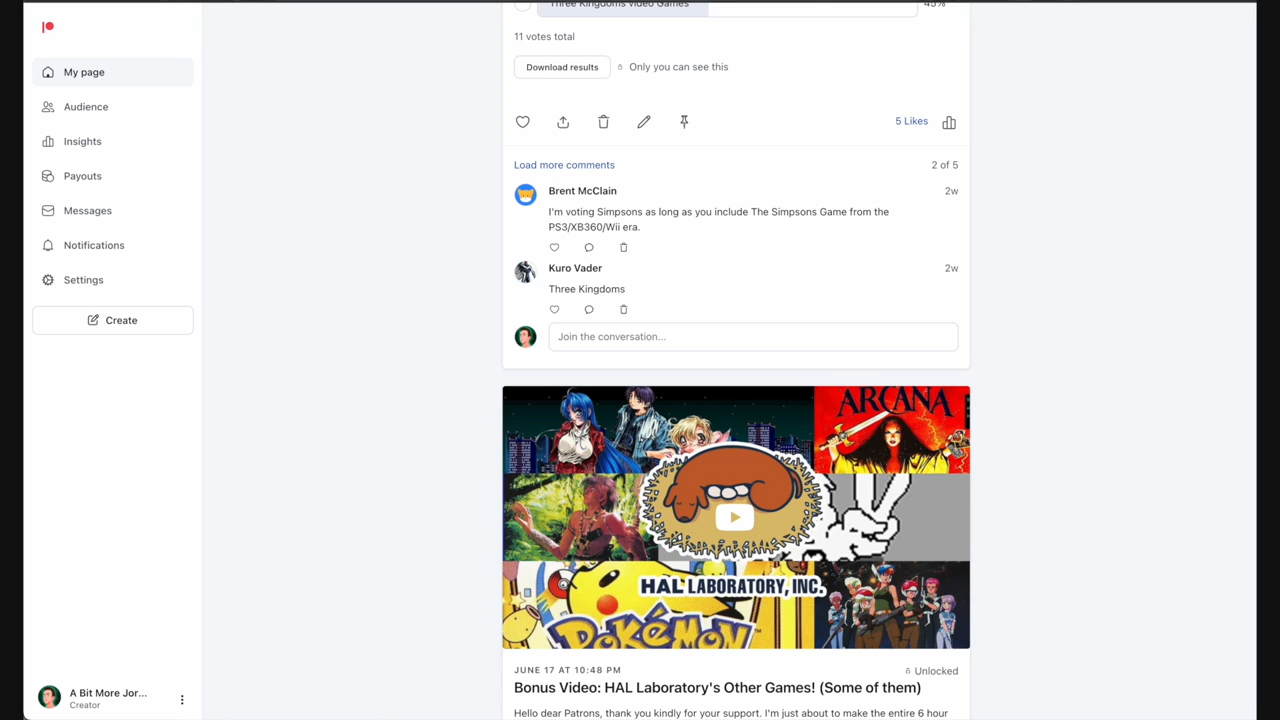 Three Kingdoms Video Games
45%
11 votes total
Download results
Only you can see this
5 Likes
Load more comments
2 of 5
Brent McClain
2w
I'm voting Simpsons as long as you include The Simpsons Game from the
PS3/XB360/Wii era.
Kuro Vader
2w
Three Kingdoms
Join the conversation...
ARCANA
HAL LABORATORY, INC.
POKéMON
JUNE 17 AT 10:48 PM
Unlocked
Bonus Video: HAL Laboratory's Other Games! (Some of them)
Hello dear Patrons, thank you kindly for your support. I'm just about to make the entire 6 hour
My page
Audience
Insights
Payouts
Messages
Notifications
Settings
Create
A Bit More Jor...
Creator